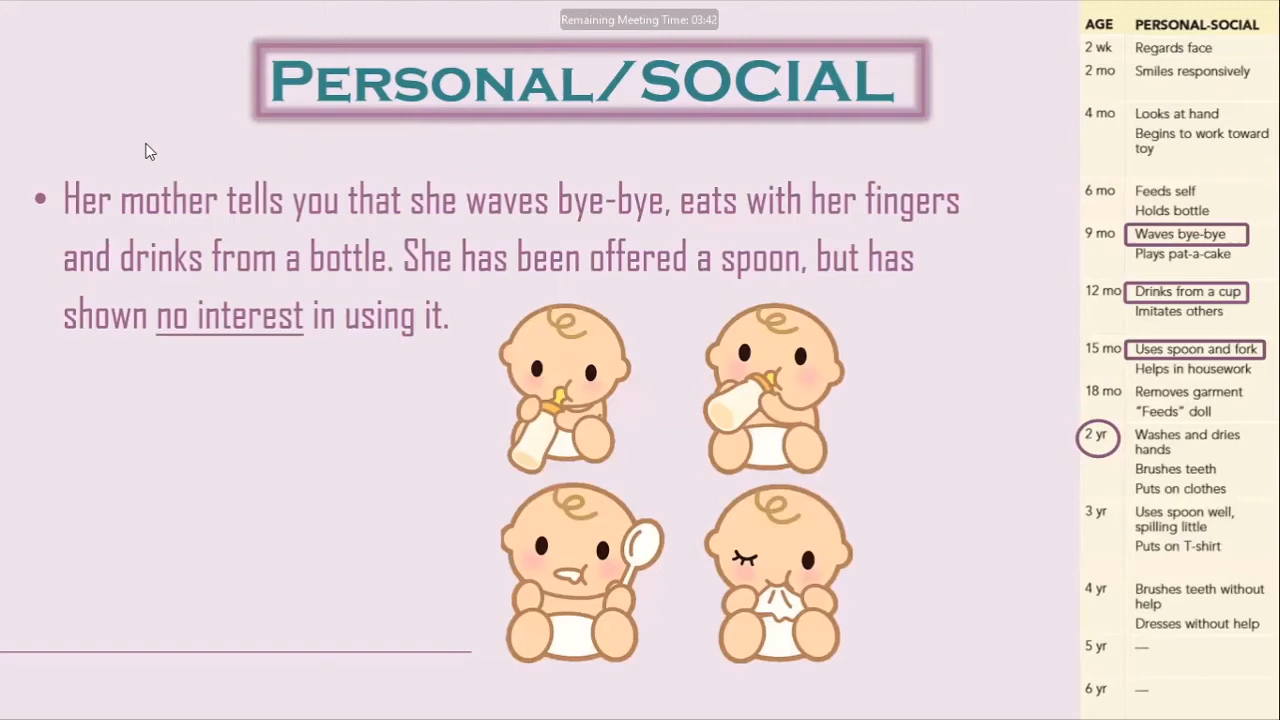 Remaining Meeting Time: 03:42
PERSONAL/SOCIAL
• Her mother tells you that she waves bye-bye, eats with her fingers
and drinks from a bottle. She has been offered a spoon, but has
shown no interest in using it.
AGE PERSONAL-SOCIAL
2 wk Regards face
2 mo Smiles responsively
4 mo Looks at hand
Begins to work toward
toy
6 mo Feeds self
Holds bottle
9 mo Waves bye-bye
Plays pat-a-cake
12 mo Drinks from a cup
Imitates others
15 mo Uses spoon and fork
Helps in housework
18 mo Removes garment
“Feeds” doll
2 yr Washes and dries
hands
Brushes teeth
Puts on clothes
3 yr Uses spoon well,
spilling little
Puts on T-shirt
4 yr Brushes teeth without
help
Dresses without help
5 yr —
6 yr —